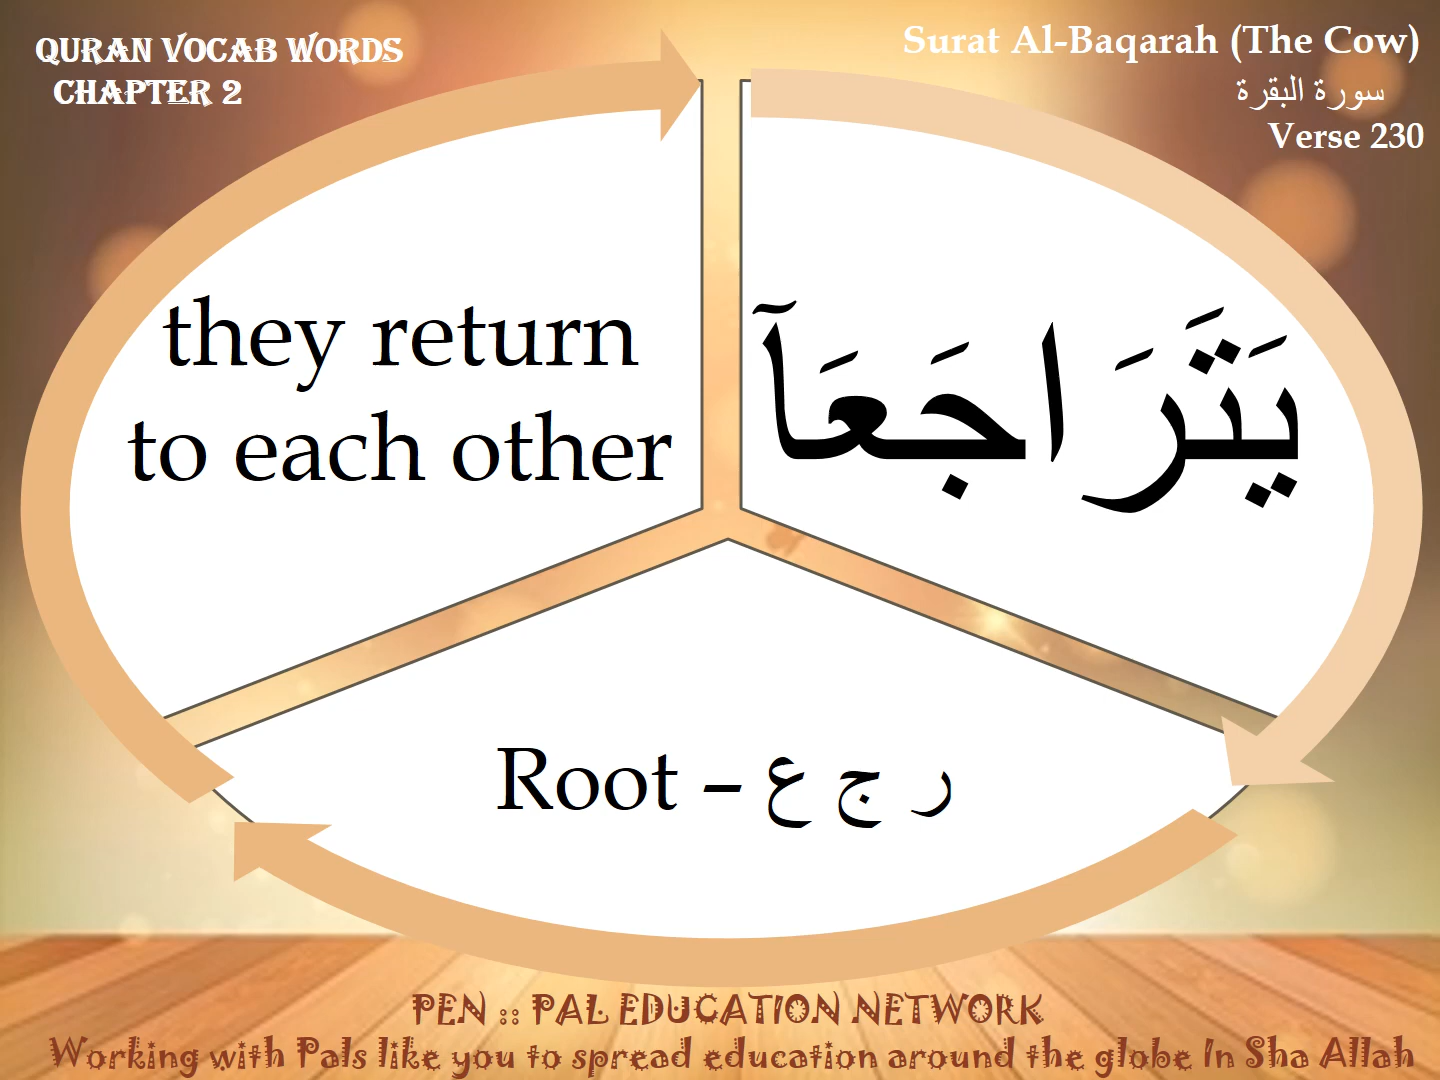 QURAN VOCAB WORDS
CHAPTER 2
Surat Al-Baqarah (The Cow)
سورة البقرة
Verse 230
they return
to each other
يَتَرَاجَعَآ
Root – ر ج ع
PEN :: PAL EDUCATION NETWORK
Working with Pals like you to spread education around the globe In Sha Allah